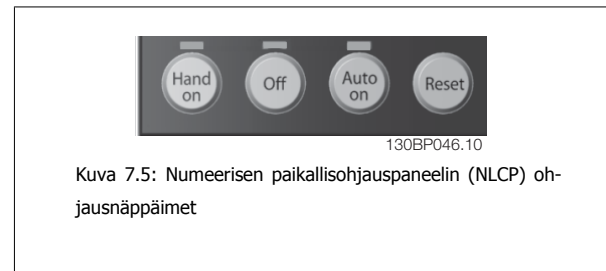 Hand
on
Off
Auto
on
Reset
130BP046.10
Kuva 7.5: Numeerisen paikallisohjauspaneelin (NLCP) oh-
jausnäppäimet